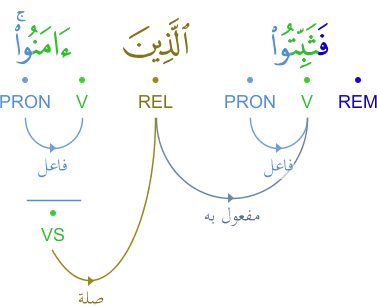 فَثَبِّتُوا۟ ٱلَّذِينَ ءَامَنُوا۟ ۚ
REM V PRON REL V PRON
فاعل فاعل
مفعول به
VS
صلة